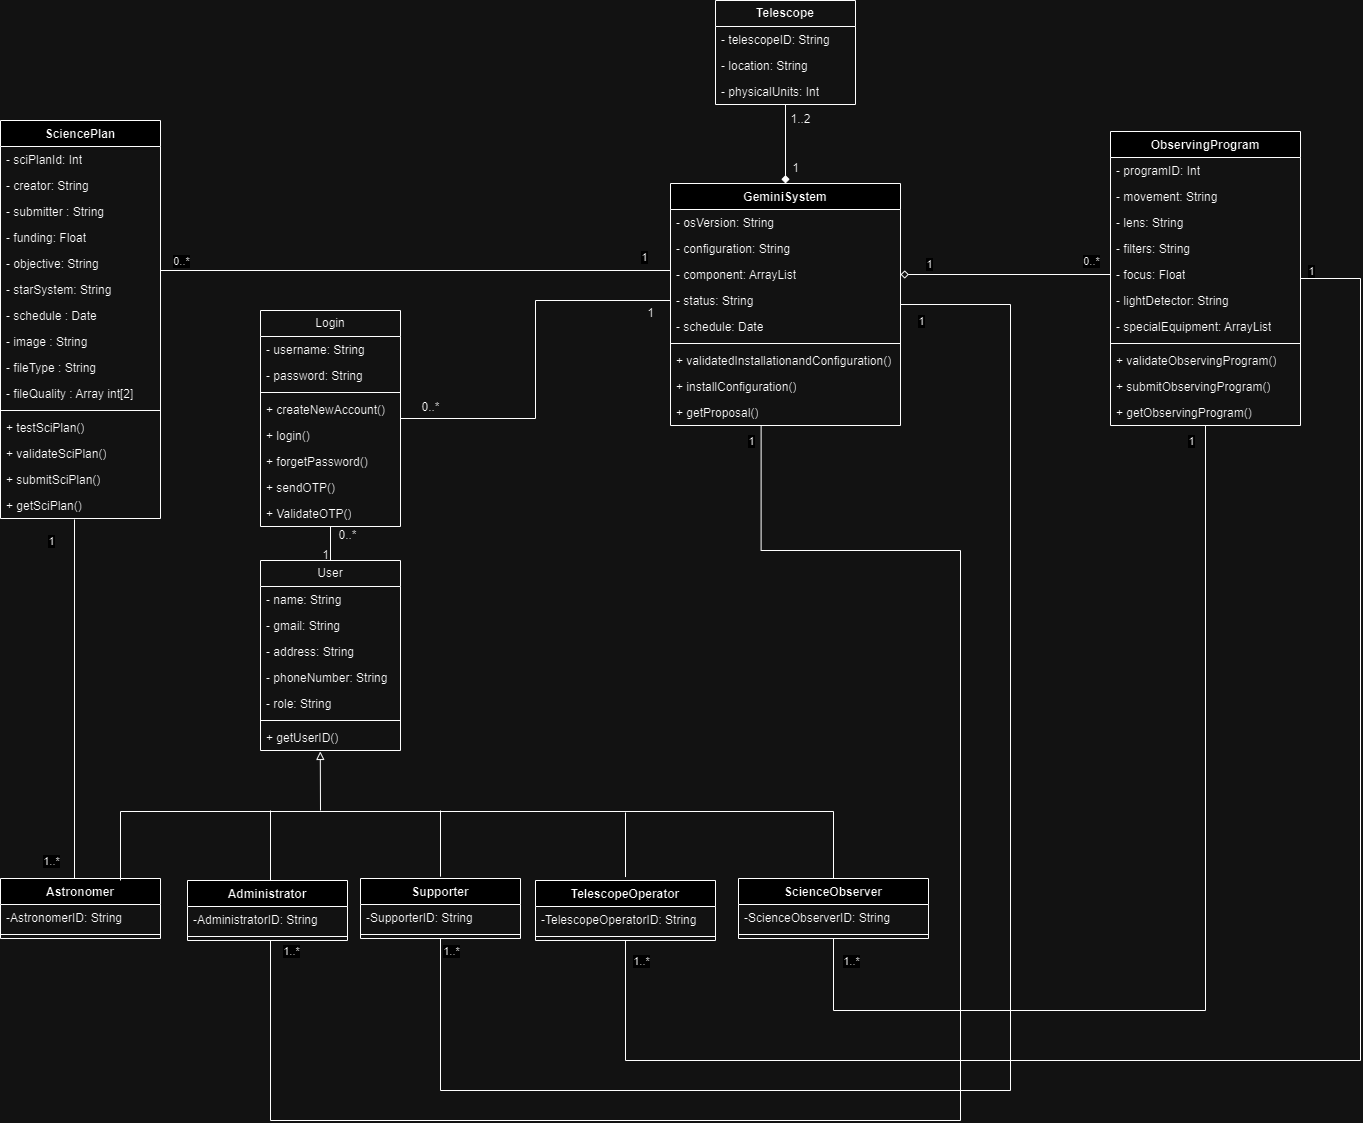 Telescope
- telescopeID: String
- location: String
- physicalUnits: Int
1..2
1
SciencePlan
- sciPlanId: Int
- creator: String
- submitter : String
- funding: Float
- objective: String
- starSystem: String
- schedule : Date
- image : String
- fileType : String
- fileQuality : Array int[2]
+ testSciPlan()
+ validateSciPlan()
+ submitSciPlan()
+ getSciPlan()
0..*
1
1
1..*
GeminiSystem
- osVersion: String
- configuration: String
- component: ArrayList
- status: String
- schedule: Date
+ validatedInstallationandConfiguration()
+ installConfiguration()
+ getProposal()
1
1
1
1
ObservingProgram
- programID: Int
- movement: String
- lens: String
- filters: String
- focus: Float
- lightDetector: String
- specialEquipment: ArrayList
+ validateObservingProgram()
+ submitObservingProgram()
+ getObservingProgram()
0..*
1
1
Login
- username: String
- password: String
+ createNewAccount()
+ login()
+ forgetPassword()
+ sendOTP()
+ ValidateOTP()
0..*
0..*
1
User
- name: String
- gmail: String
- address: String
- phoneNumber: String
- role: String
+ getUserID()
Astronomer
-AstronomerID: String
Administrator
-AdministratorID: String
1..*
Supporter
-SupporterID: String
1..*
TelescopeOperator
-TelescopeOperatorID: String
1..*
ScienceObserver
-ScienceObserverID: String
1..*